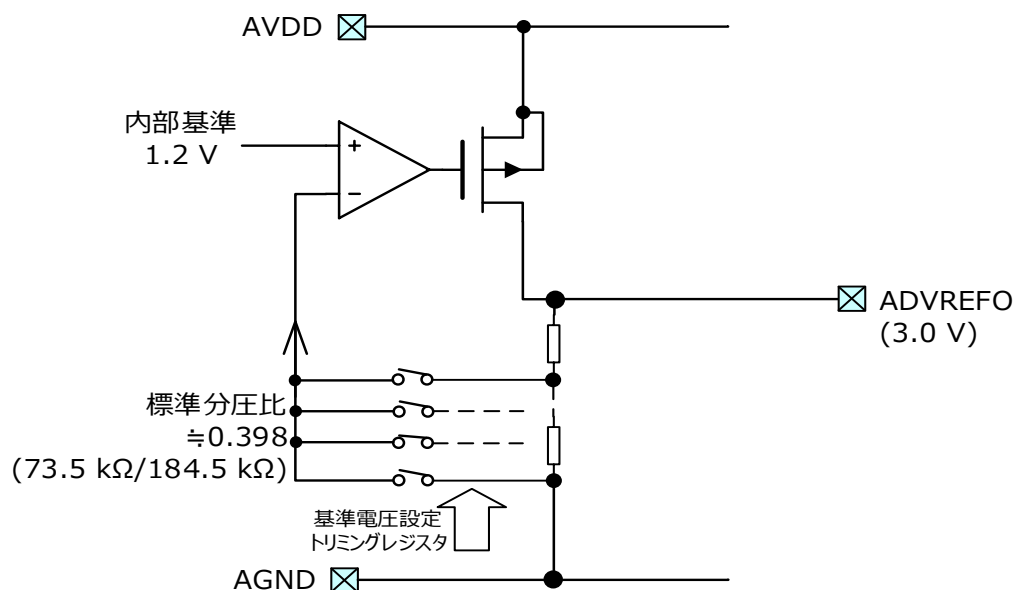 AVDD
内部基準
1.2 V
+
−
ADVREFO
(3.0 V)
標準分圧比
≒0.398
(73.5 kΩ/184.5 kΩ)
基準電圧設定
トリミングレジスタ
AGND